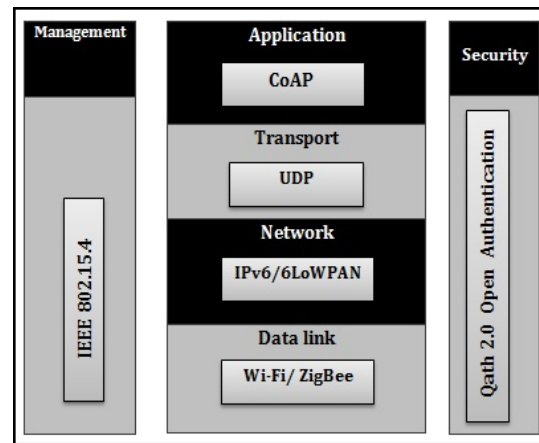 Management
IEEE 802.15.4
Application
CoAP
Transport
UDP
Network
IPv6/6LoWPAN
Data link
Wi-Fi/ ZigBee
Security
Qath 2.0 Open Authentication